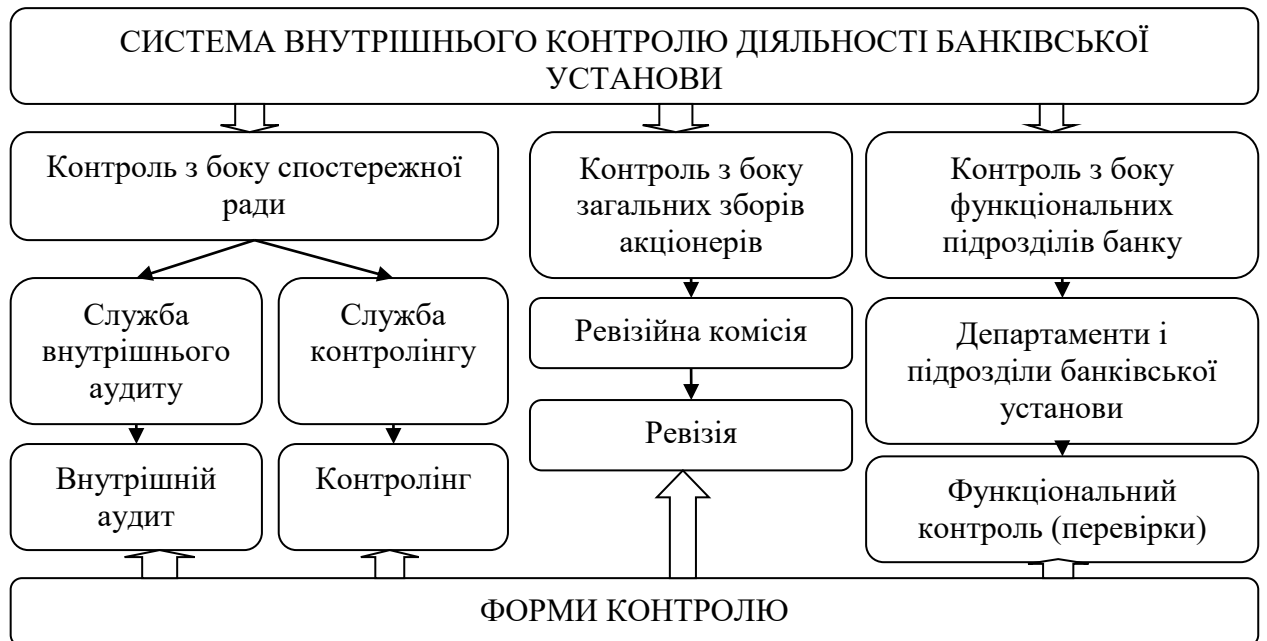 СИСТЕМА ВНУТРІШНЬОГО КОНТРОЛЮ ДІЯЛЬНОСТІ БАНКІВСЬКОЇ
УСТАНОВИ
Контроль з боку спостережної
ради
Контроль з боку
загальних зборів
акціонерів
Контроль з боку
функціональних
підрозділів банку
Служба
внутрішнього
аудиту
Служба
контролінгу
Ревізійна комісія
Департаменти і
підрозділи банківської
установи
Внутрішній
аудит
Контролінг
Ревізія
Функціональний
контроль (перевірки)
ФОРМИ КОНТРОЛЮ